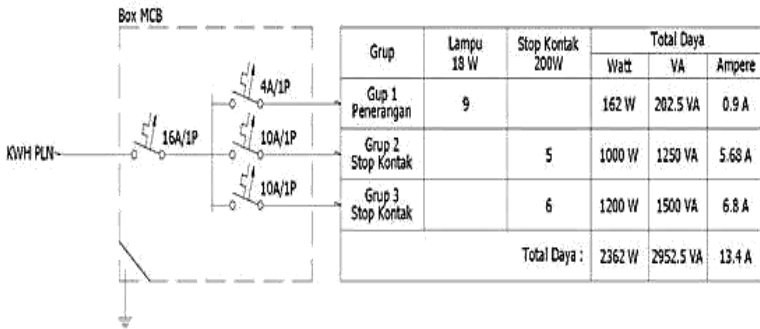 Box MCB
KWH PLN
16A/1P
4A/1P
10A/1P
10A/1P
Grup
Lampu
18 W
Stop Kontak
200W
Total Daya
Watt
VA
Ampere
Gup 1
Penerangan
9
162 W
202.5 VA
0.9 A
Grup 2
Stop Kontak
5
1000 W
1250 VA
5.68 A
Grup 3
Stop Kontak
6
1200 W
1500 VA
6.8 A
Total Daya :
2362 W
2952.5 VA
13.4 A